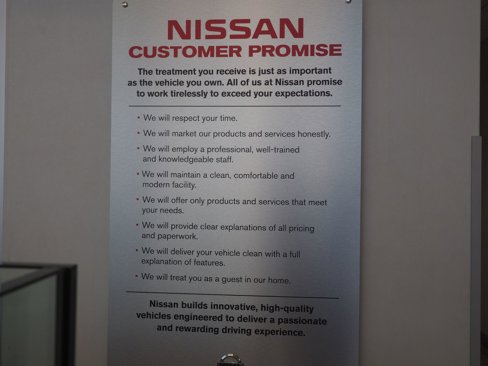 NISSAN
CUSTOMER PROMISE
The treatment you receive is just as important
as the vehicle you own. All of us at Nissan promise
to work tirelessly to exceed your expectations.
• We will respect your time.
• We will market our products and services honestly.
• We will employ a professional, well-trained
and knowledgeable staff.
• We will maintain a clean, comfortable and
modern facility.
• We will offer only products and services that meet
your needs.
• We will provide clear explanations of all pricing
and paperwork.
• We will deliver your vehicle clean with a full
explanation of features.
• We will treat you as a guest in our home.
Nissan builds innovative, high-quality
vehicles engineered to deliver a passionate
and rewarding driving experience.